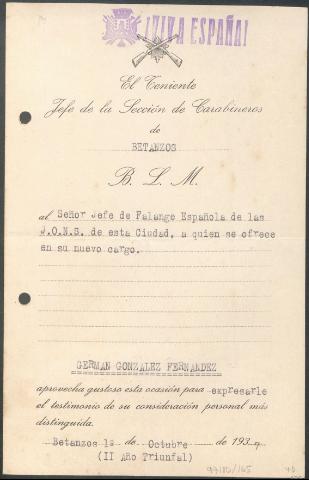 ¡VIVA ESPAÑA!
El Teniente
Jefe de la Sección de Carabineros
de
BETANZOS
B. L. M.
al Señor Jefe de Falange Española de las
J.O.N.S. de esta Ciudad, a quien se ofrece
en su nuevo cargo.
GERMAN GONZALEZ FERNANDEZ
aprovecha gustoso esta ocasión para expresarle
el testimonio de su consideración personal más
distinguida.
Betanzos 1º de Octubre de 1937
(II Año Triunfal)